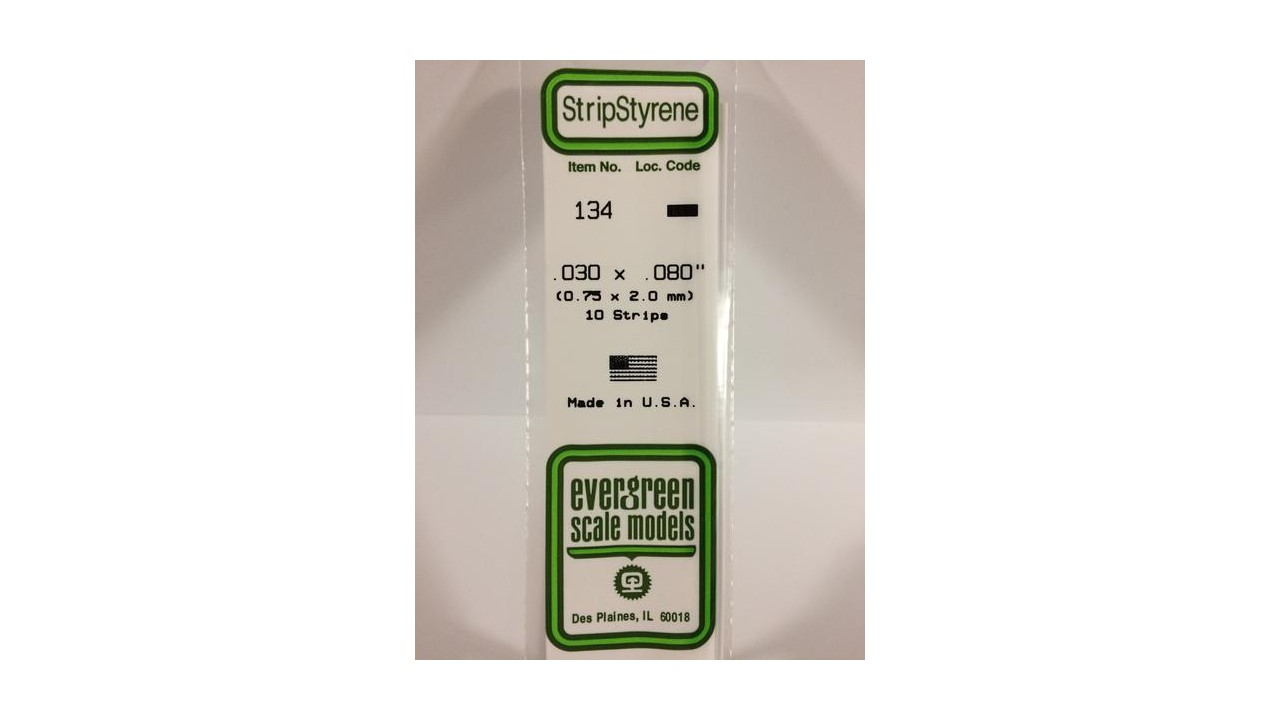 StripStyrene
Item No. Loc. Code
134
.030 x .080"
(0.75 x 2.0 mm)
10 Strips
Made in U.S.A.
evergreen
scale models
Des Plaines, IL 60018